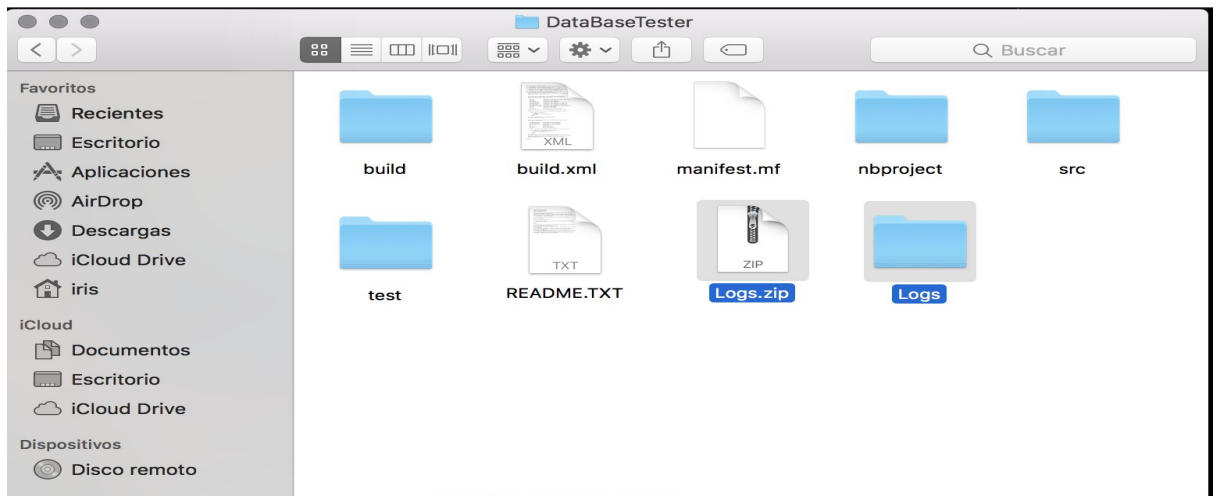 DataBaseTester
Buscar
Favoritos
Recientes
Escritorio
Aplicaciones
AirDrop
Descargas
iCloud Drive
iris
iCloud
Documentos
Escritorio
iCloud Drive
Dispositivos
Disco remoto
XML
build
build.xml
manifest.mf
nbproject
src
TXT
ZIP
test
README.TXT
Logs.zip
Logs